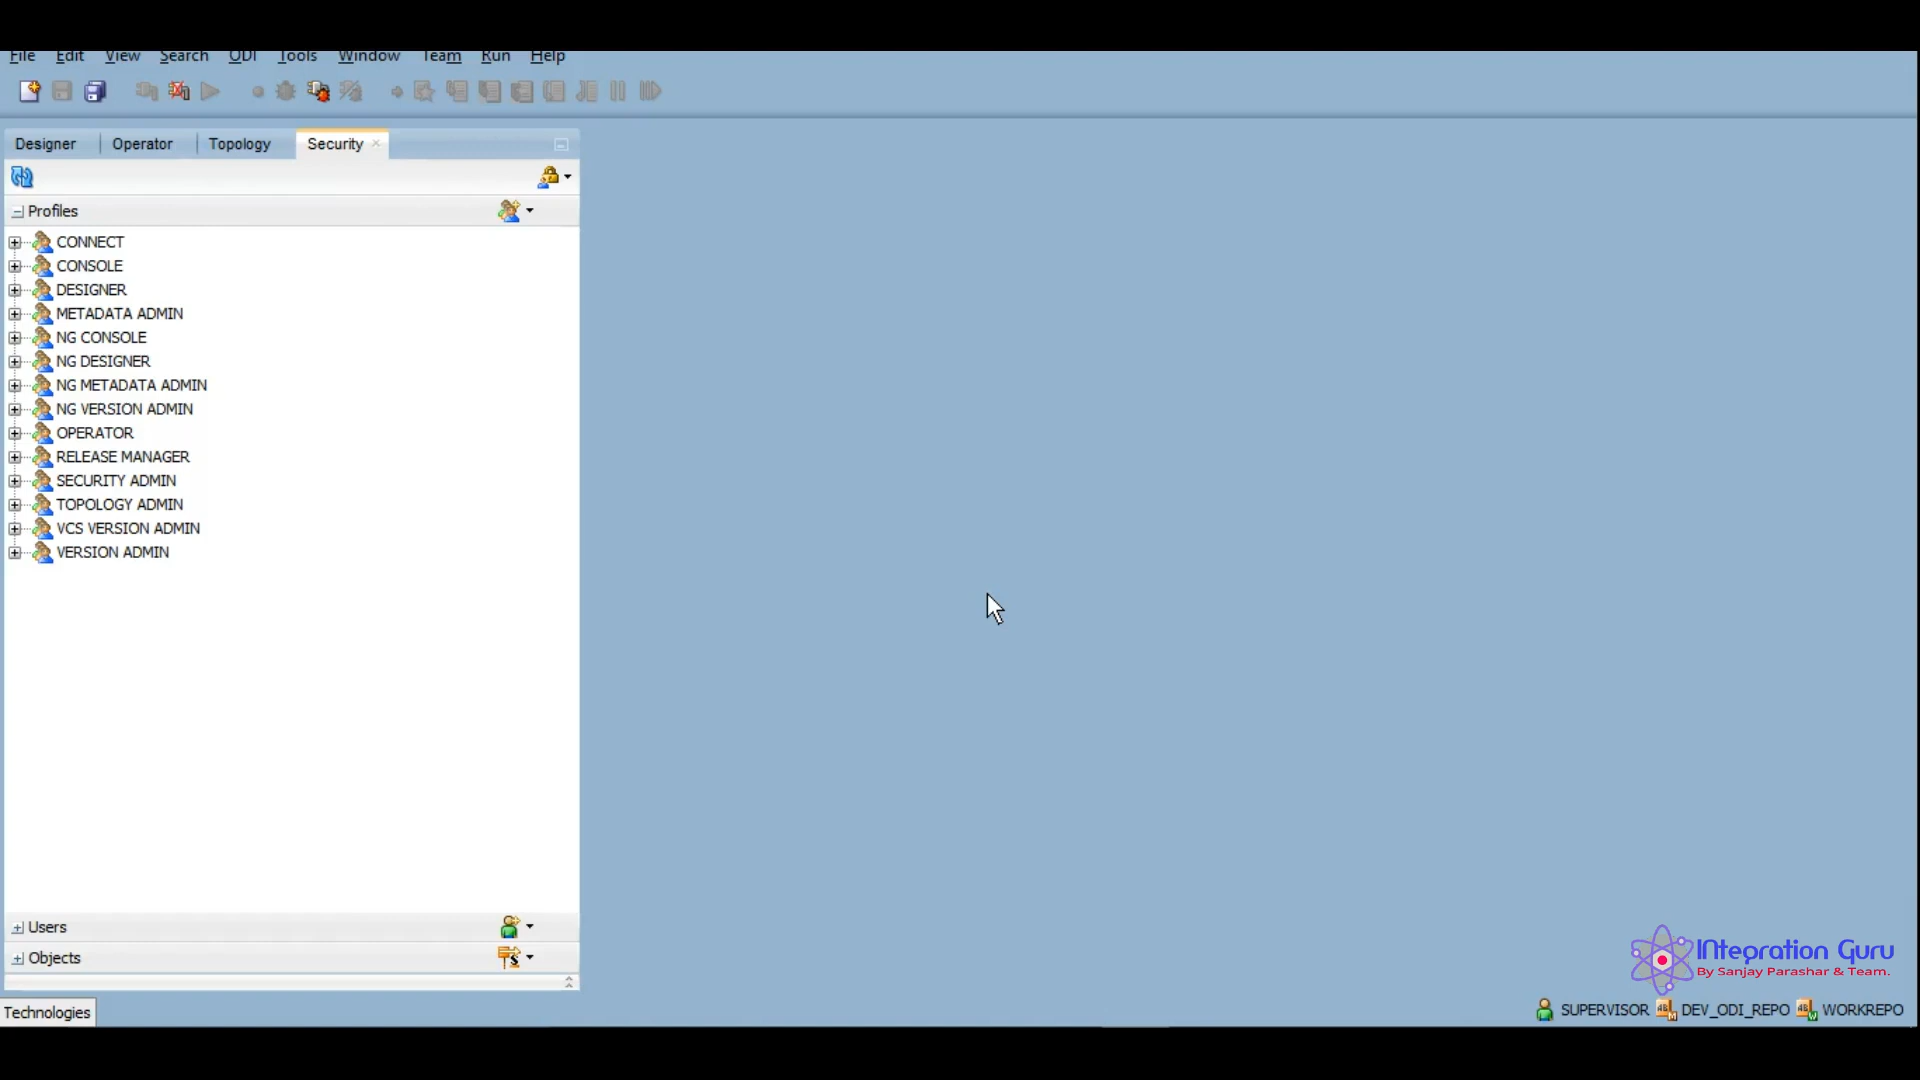 File Edit View Search ODI Tools Window Team Run Help
Designer Operator Topology Security
Profiles
CONNECT
CONSOLE
DESIGNER
METADATA ADMIN
NG CONSOLE
NG DESIGNER
NG METADATA ADMIN
NG VERSION ADMIN
OPERATOR
RELEASE MANAGER
SECURITY ADMIN
TOPOLOGY ADMIN
VCS VERSION ADMIN
VERSION ADMIN
Users
Objects
INtegration Guru
By Sanjay Parashar & Team.
Technologies
SUPERVISOR DEV_ODI_REPO WORKREPO